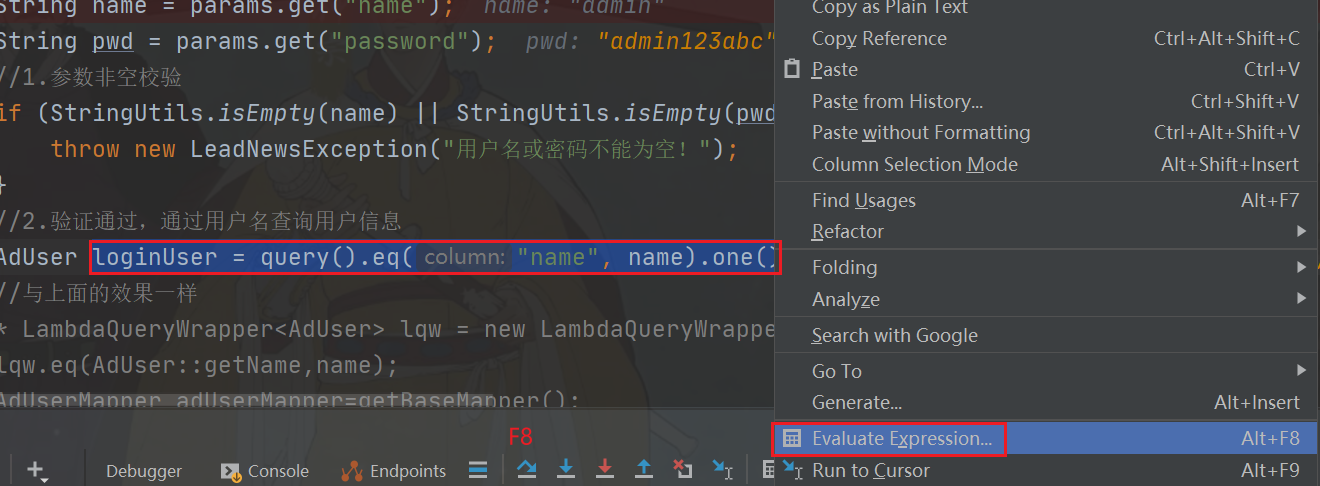 String name = params.get("name"); name: "admin"
String pwd = params.get("password"); pwd: "admin123abc"
//1.参数非空校验
if (StringUtils.isEmpty(name) || StringUtils.isEmpty(pwd
throw new LeadNewsException("用户名或密码不能为空!");
}
//2.验证通过，通过用户名查询用户信息
AdUser loginUser = query().eq( column: "name", name).one()
//与上面的效果一样
* LambdaQueryWrapper<AdUser> lqw = new LambdaQueryWrappe
lqw.eq(AdUser::getName,name);
AdUserMapper adUserMapper=getBaseMapper();
F8
Debugger Console Endpoints
Copy as Plain Text
Copy Reference Ctrl+Alt+Shift+C
Paste Ctrl+V
Paste from History... Ctrl+Shift+V
Paste without Formatting Ctrl+Alt+Shift+V
Column Selection Mode Alt+Shift+Insert
Find Usages Alt+F7
Refactor
Folding
Analyze
Search with Google
Go To
Generate... Alt+Insert
Evaluate Expression... Alt+F8
Run to Cursor Alt+F9